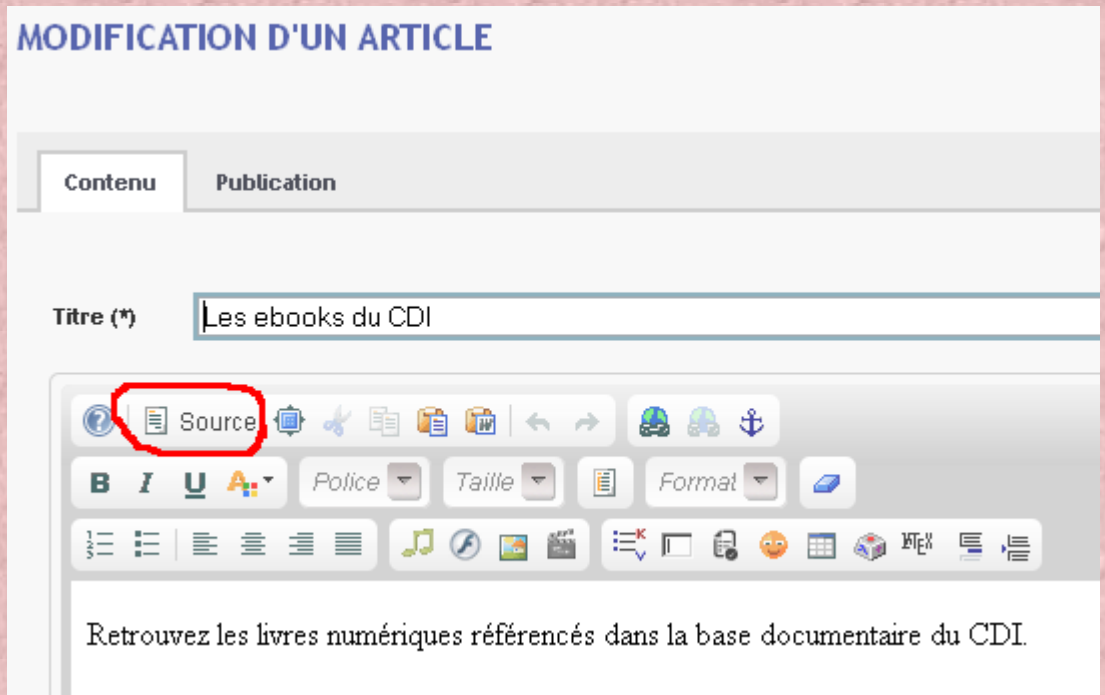 MODIFICATION D'UN ARTICLE
Contenu Publication
Titre (*) Les ebooks du CDI
Source
B I U A Police Taille Format
Retrouvez les livres numériques référencés dans la base documentaire du CDI.